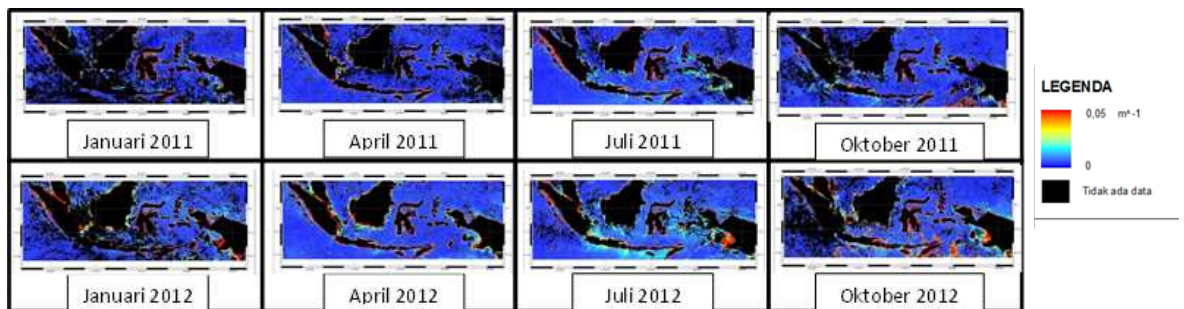 Januari 2011
April 2011
Juli 2011
Oktober 2011
Januari 2012
April 2012
Juli 2012
Oktober 2012
LEGENDA
0,05 m^-1
0
Tidak ada data